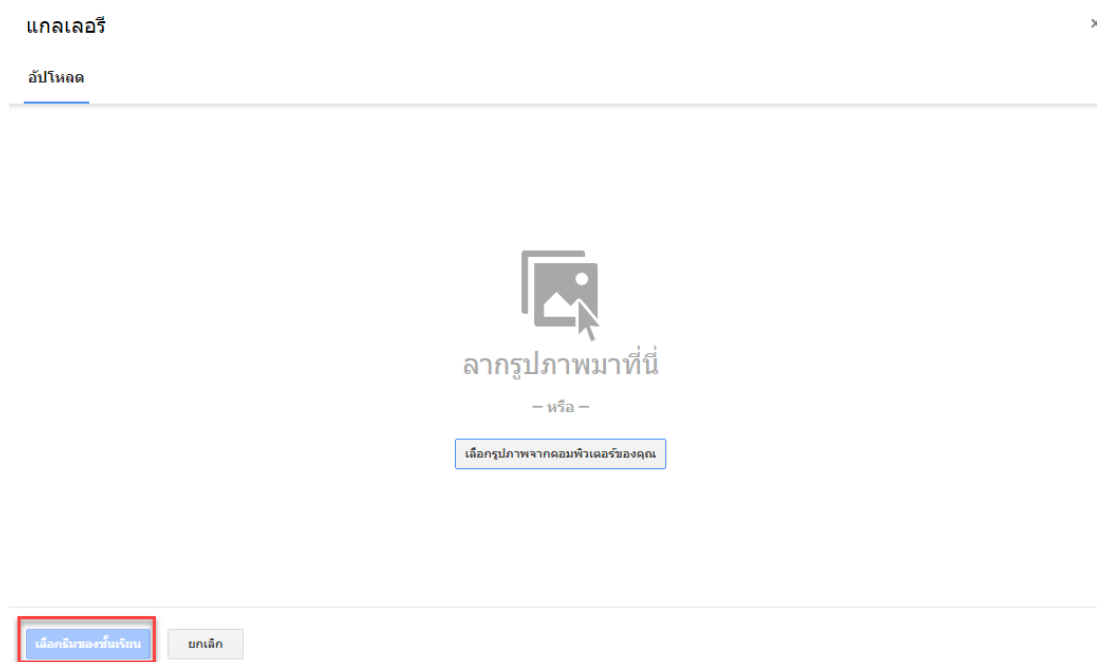 แกลเลอรี
×
อัปโหลด
ลากรูปภาพมาที่นี่
– หรือ –
เลือกรูปภาพจากคอมพิวเตอร์ของคุณ
เลือกธีมของชั้นเรียน
ยกเลิก